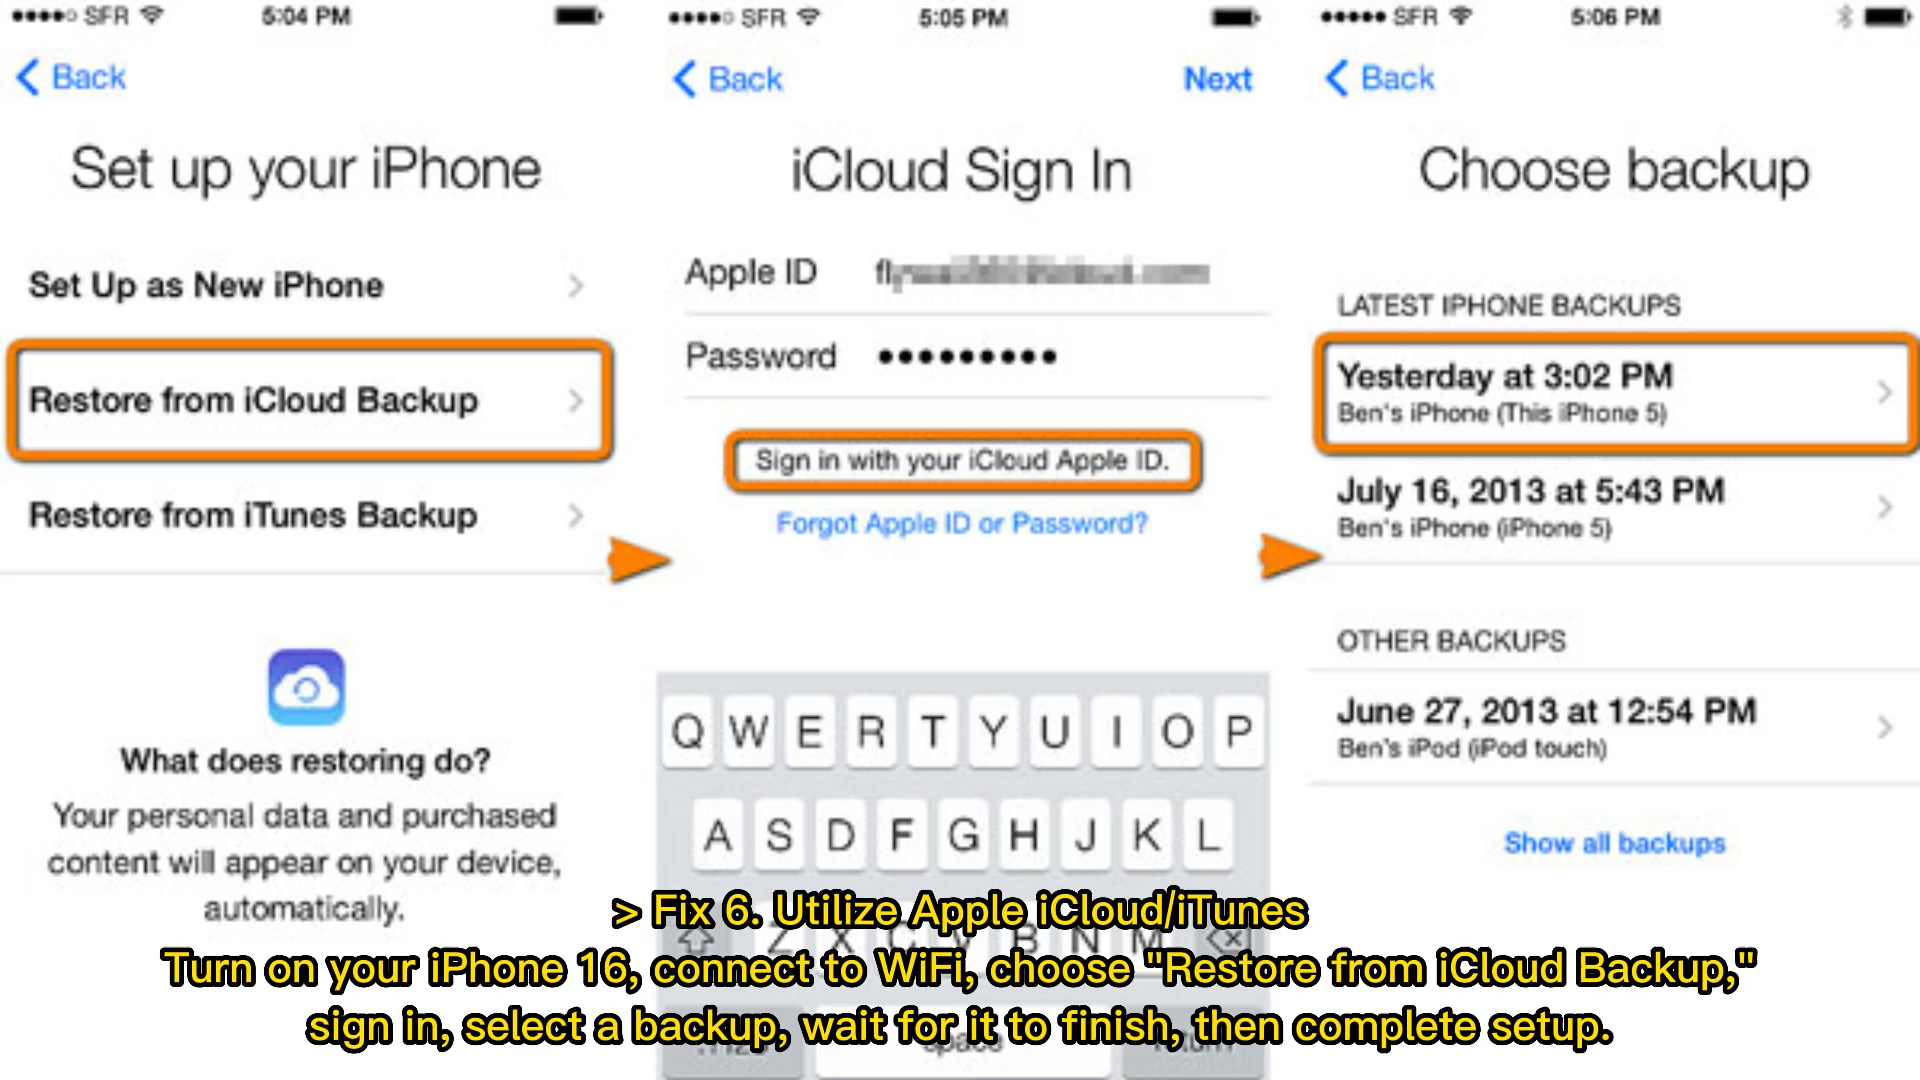 SFR 5:04 PM
Back
Set up your iPhone
Set Up as New iPhone
Restore from iCloud Backup
Restore from iTunes Backup
What does restoring do?
Your personal data and purchased
content will appear on your device,
automatically.
SFR 5:05 PM
Back Next
iCloud Sign In
Apple ID
Password
Sign in with your iCloud Apple ID.
Forgot Apple ID or Password?
Q W E R T Y U I O P
A S D F G H J K L
Z X C V B N M
space
SFR 5:06 PM
Back
Choose backup
LATEST IPHONE BACKUPS
Yesterday at 3:02 PM
Ben's iPhone (This iPhone 5)
July 16, 2013 at 5:43 PM
Ben's iPhone (iPhone 5)
OTHER BACKUPS
June 27, 2013 at 12:54 PM
Ben's iPod (iPod touch)
Show all backups
> Fix 6. Utilize Apple iCloud/iTunes
Turn on your iPhone 16, connect to WiFi, choose "Restore from iCloud Backup,"
sign in, select a backup, wait for it to finish, then complete setup.